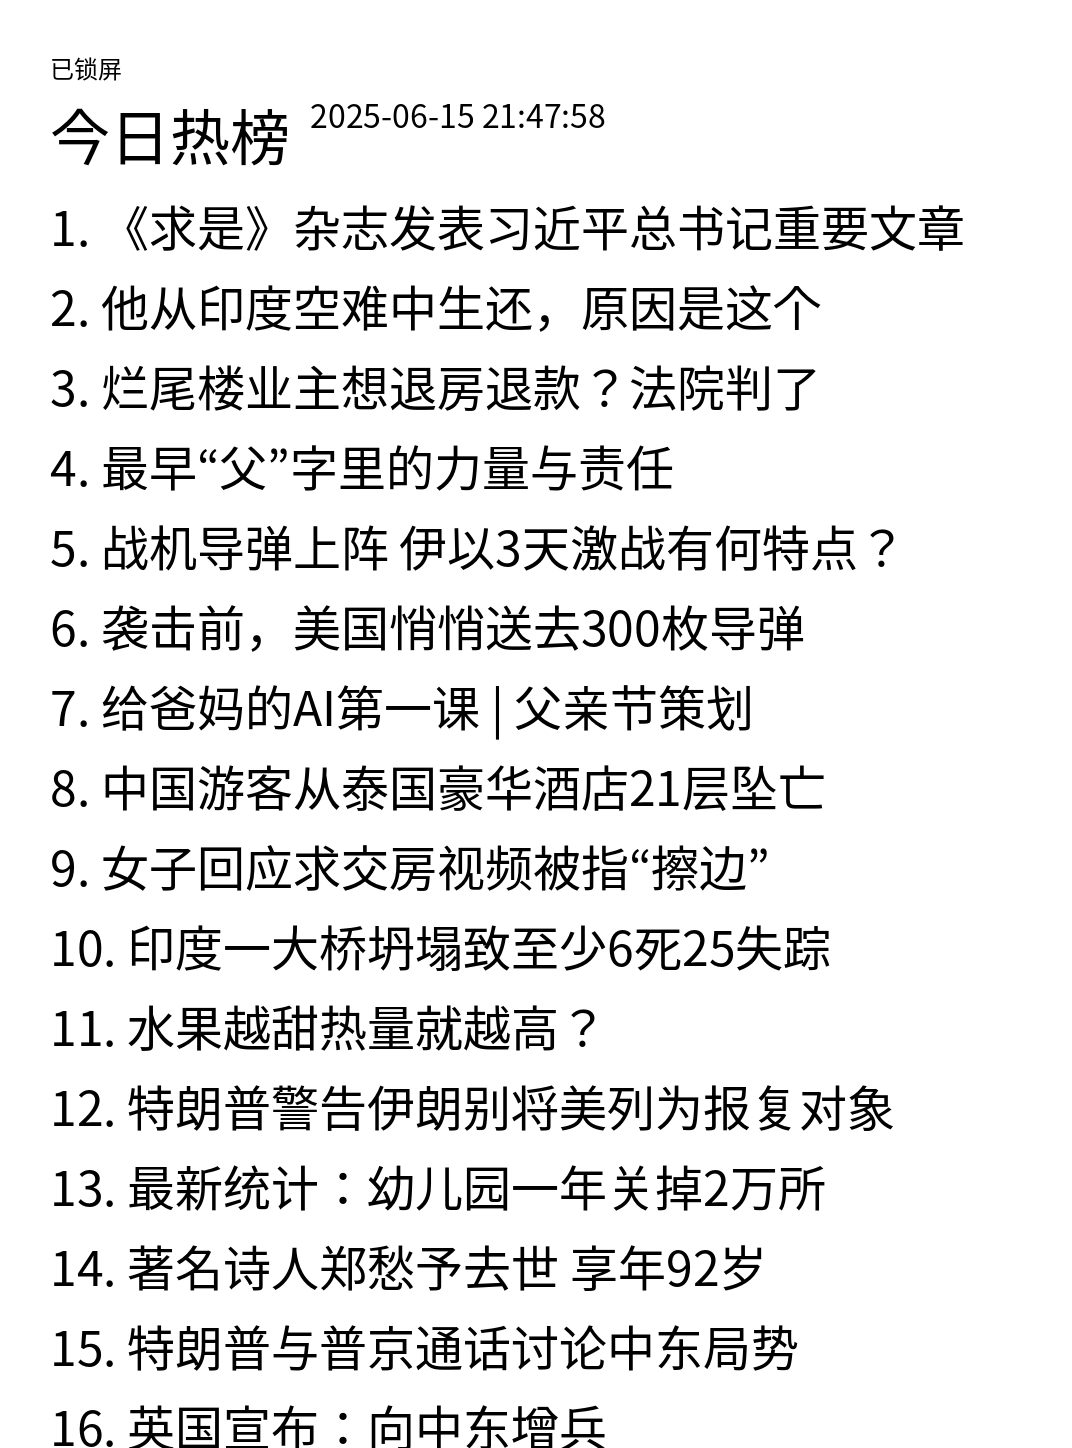 已锁屏
今日热榜 2025-06-15 21:47:58
1. 《求是》杂志发表习近平总书记重要文章
2. 他从印度空难中生还，原因是这个
3. 烂尾楼业主想退房退款？法院判了
4. 最早“父”字里的力量与责任
5. 战机导弹上阵 伊以3天激战有何特点？
6. 袭击前，美国悄悄送去300枚导弹
7. 给爸妈的AI第一课 | 父亲节策划
8. 中国游客从泰国豪华酒店21层坠亡
9. 女子回应求交房视频被指“擦边”
10. 印度一大桥坍塌致至少6死25失踪
11. 水果越甜热量就越高？
12. 特朗普警告伊朗别将美列为报复对象
13. 最新统计：幼儿园一年关掉2万所
14. 著名诗人郑愁予去世 享年92岁
15. 特朗普与普京通话讨论中东局势
16. 英国宣布：向中东增兵